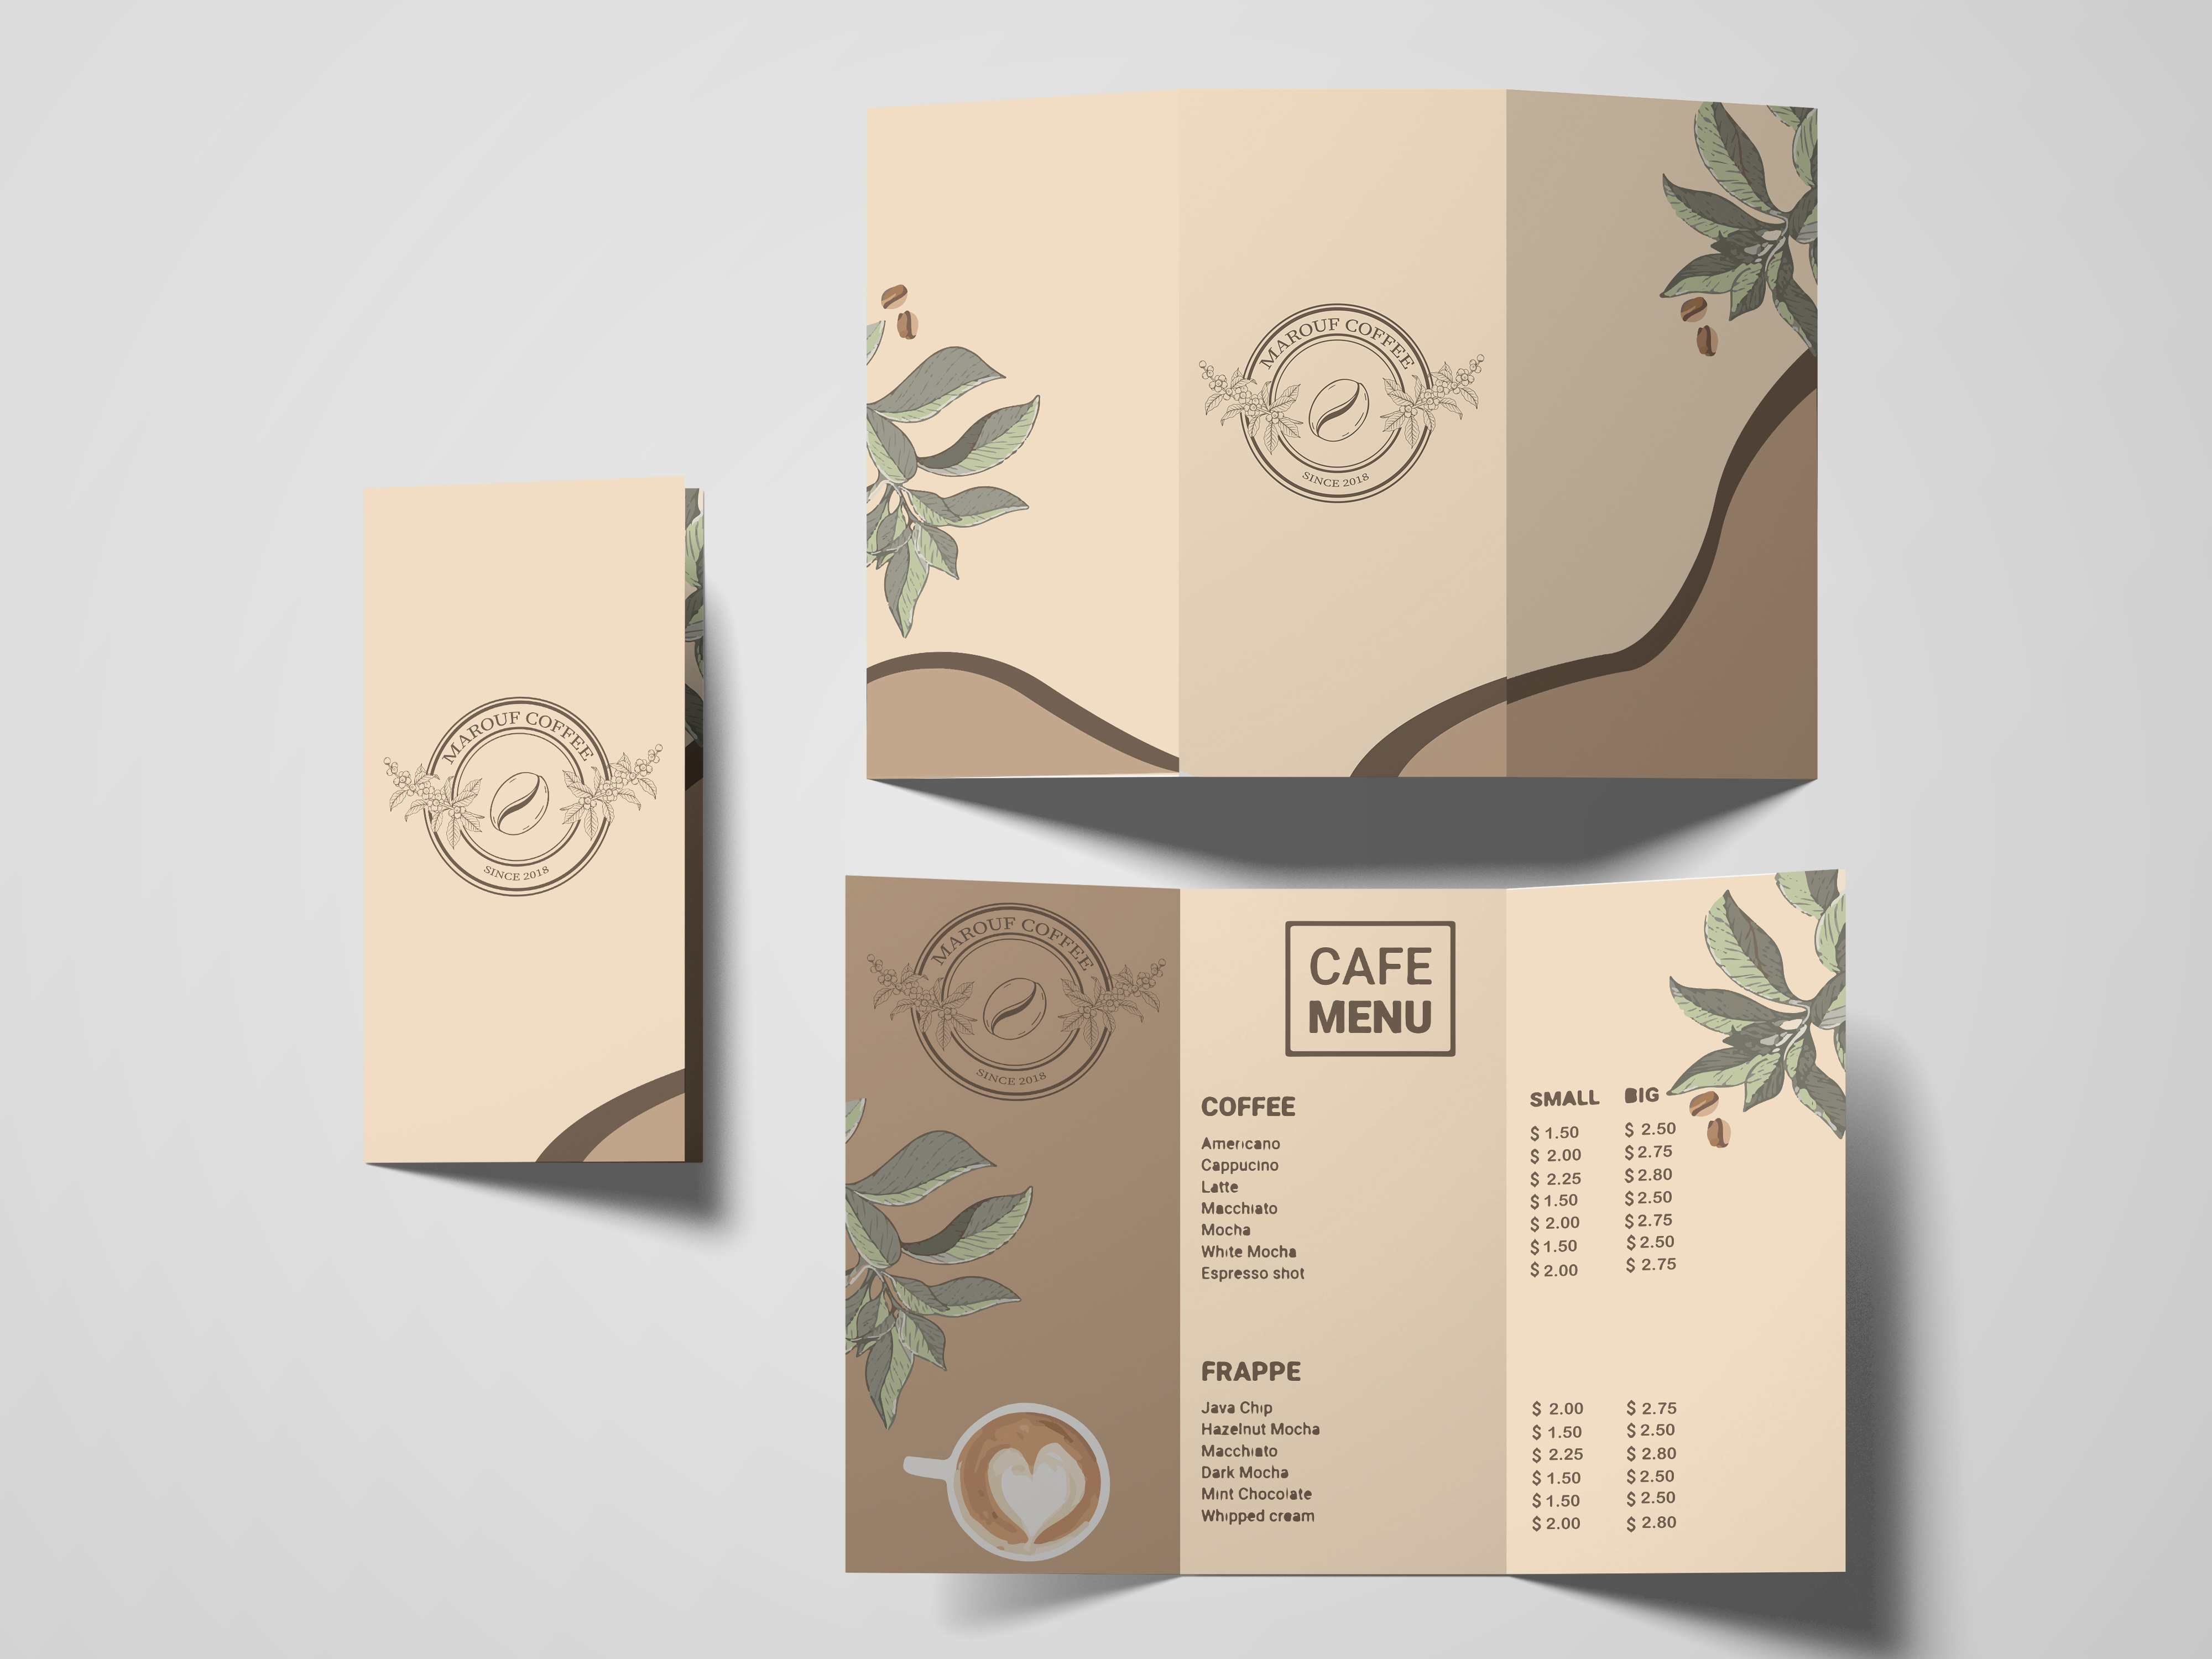 MAROUF COFFEE
SINCE 2018
MAROUF COFFEE
SINCE 2018
MAROUF COFFEE
SINCE 2018
CAFE
MENU
COFFEE SMALL BIG
Americano $ 1.50 $ 2.50
Cappucino $ 2.00 $ 2.75
Latte $ 2.25 $ 2.80
Macchiato $ 1.50 $ 2.50
Mocha $ 2.00 $ 2.75
White Mocha $ 1.50 $ 2.50
Espresso shot $ 2.00 $ 2.75
FRAPPE
Java Chip $ 2.00 $ 2.75
Hazelnut Mocha $ 1.50 $ 2.50
Macchiato $ 2.25 $ 2.80
Dark Mocha $ 1.50 $ 2.50
Mint Chocolate $ 1.50 $ 2.50
Whipped cream $ 2.00 $ 2.80